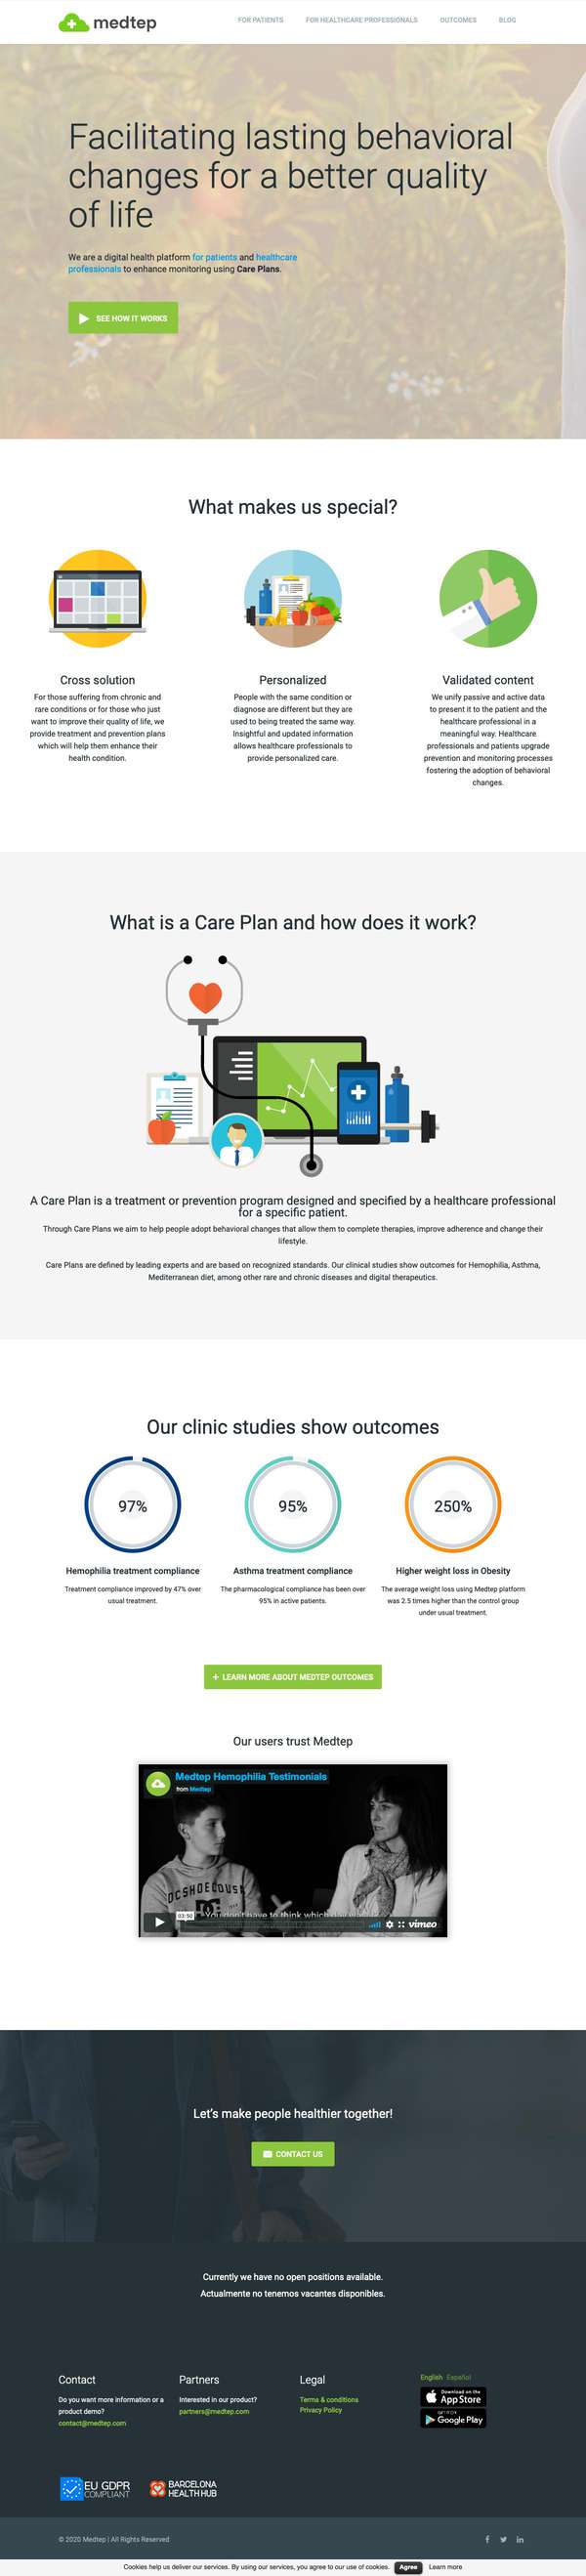 medtep
FOR PATIENTS FOR HEALTHCARE PROFESSIONALS OUTCOMES BLOG
Facilitating lasting behavioral
changes for a better quality
of life
We are a digital health platform for patients and healthcare
professionals to enhance monitoring using Care Plans.
SEE HOW IT WORKS
What makes us special?
Cross solution
For those suffering from chronic and
rare conditions or for those who just
want to improve their quality of life, we
provide treatment and prevention plans
which will help them enhance their
health condition.
Personalized
People with the same condition or
diagnose are different but they are
used to being treated the same way.
Insightful and updated information
allows healthcare professionals to
provide personalized care.
Validated content
We unify passive and active data
to present it to the patient and the
healthcare professional in a
meaningful way. Healthcare
professionals and patients upgrade
prevention and monitoring processes
fostering the adoption of behavioral
changes.
What is a Care Plan and how does it work?
A Care Plan is a treatment or prevention program designed and specified by a healthcare professional
for a specific patient.
Through Care Plans we aim to help people adopt behavioral changes that allow them to complete therapies, improve adherence and change their
lifestyle.
Care Plans are defined by leading experts and are based on recognized standards. Our clinical studies show outcomes for Hemophilia, Asthma,
Mediterranean diet, among other rare and chronic diseases and digital therapeutics.
Our clinic studies show outcomes
97%
Hemophilia treatment compliance
Treatment compliance improved by 47% over
usual treatment.
95%
Asthma treatment compliance
The pharmacological compliance has been over
95% in active patients.
250%
Higher weight loss in Obesity
The average weight loss using Medtep platform
was 2.5 times higher than the control group
under usual treatment.
+ LEARN MORE ABOUT MEDTEP OUTCOMES
Our users trust Medtep
Medtep Hemophilia Testimonials
from Medtep
DCSHOECOUSA
DC
You don't have to think which day
03:50
vimeo
Let's make people healthier together!
CONTACT US
Currently we have no open positions available.
Actualmente no tenemos vacantes disponibles.
Contact
Do you want more information or a
product demo?
contact@medtep.com
Partners
Interested in our product?
partners@medtep.com
Legal
Terms & conditions
Privacy Policy
English Español
Download on the
App Store
GET IT ON
Google Play
EU GDPR
COMPLIANT
BARCELONA
HEALTH HUB
© 2020 Medtep | All Rights Reserved
Cookies help us deliver our services. By using our services, you agree to our use of cookies. Agree Learn more